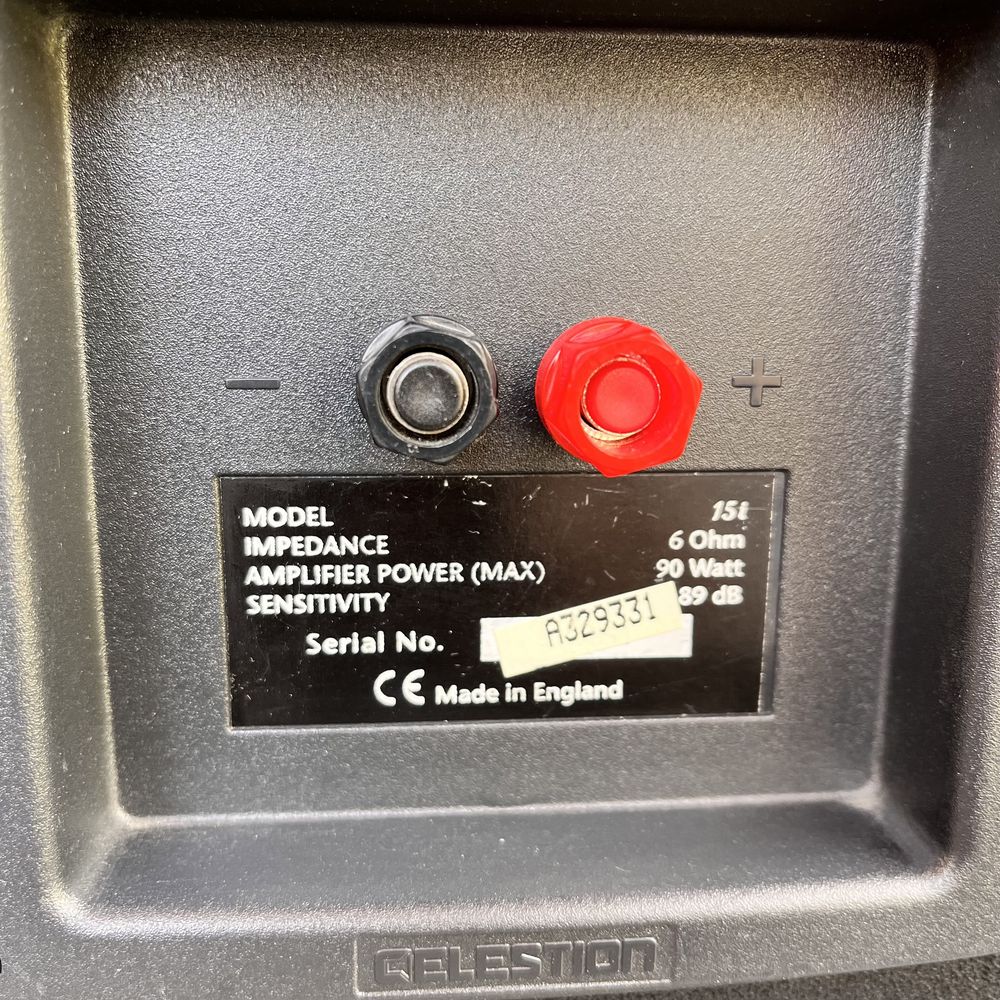 − +
MODEL 15i
IMPEDANCE 6 Ohm
AMPLIFIER POWER (MAX) 90 Watt
SENSITIVITY 89 dB
Serial No. A329331
CE Made in England
CELESTION